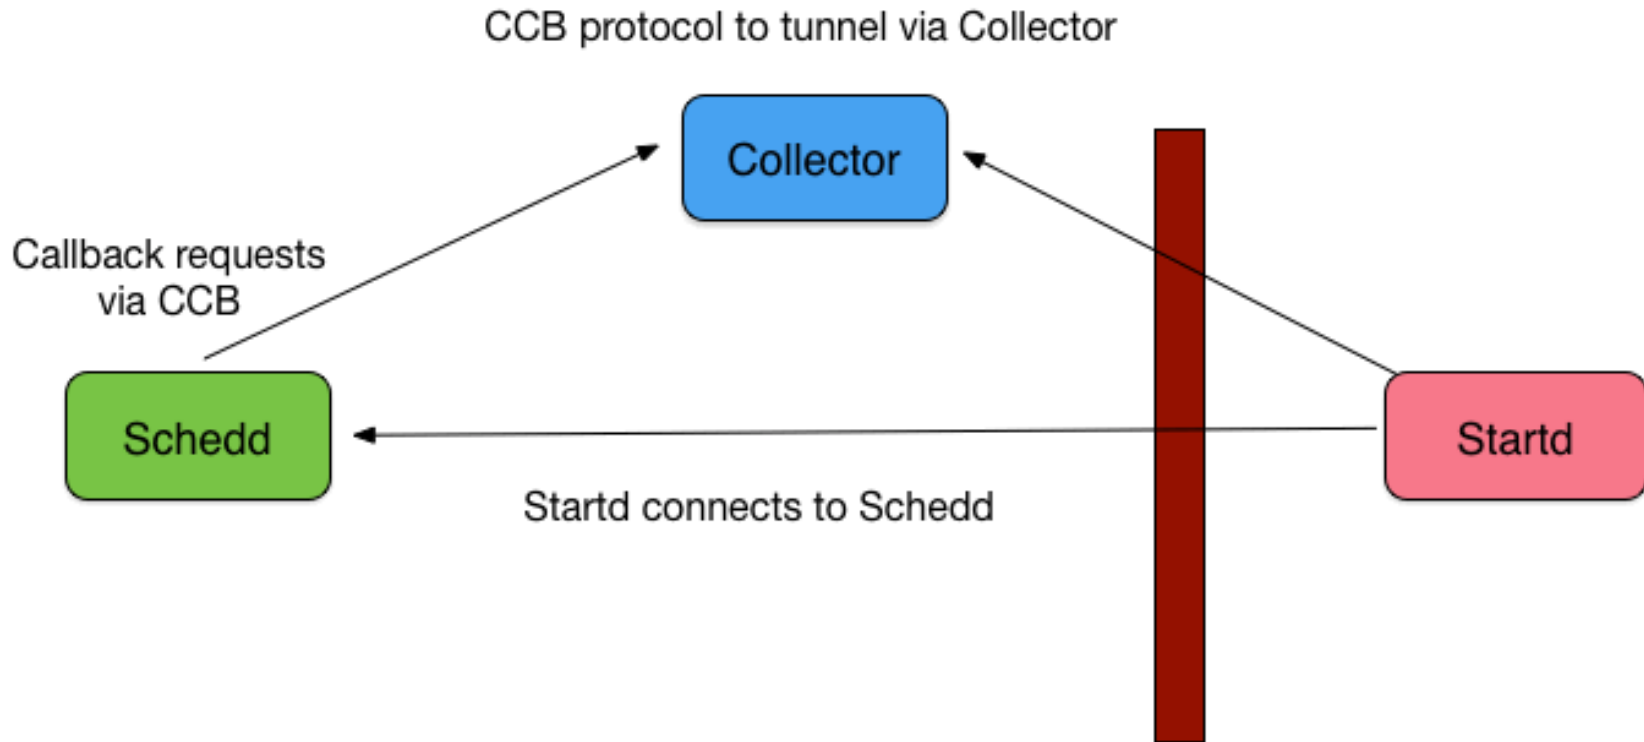 CCB protocol to tunnel via Collector
Collector
Callback requests
via CCB
Schedd
Startd
Startd connects to Schedd